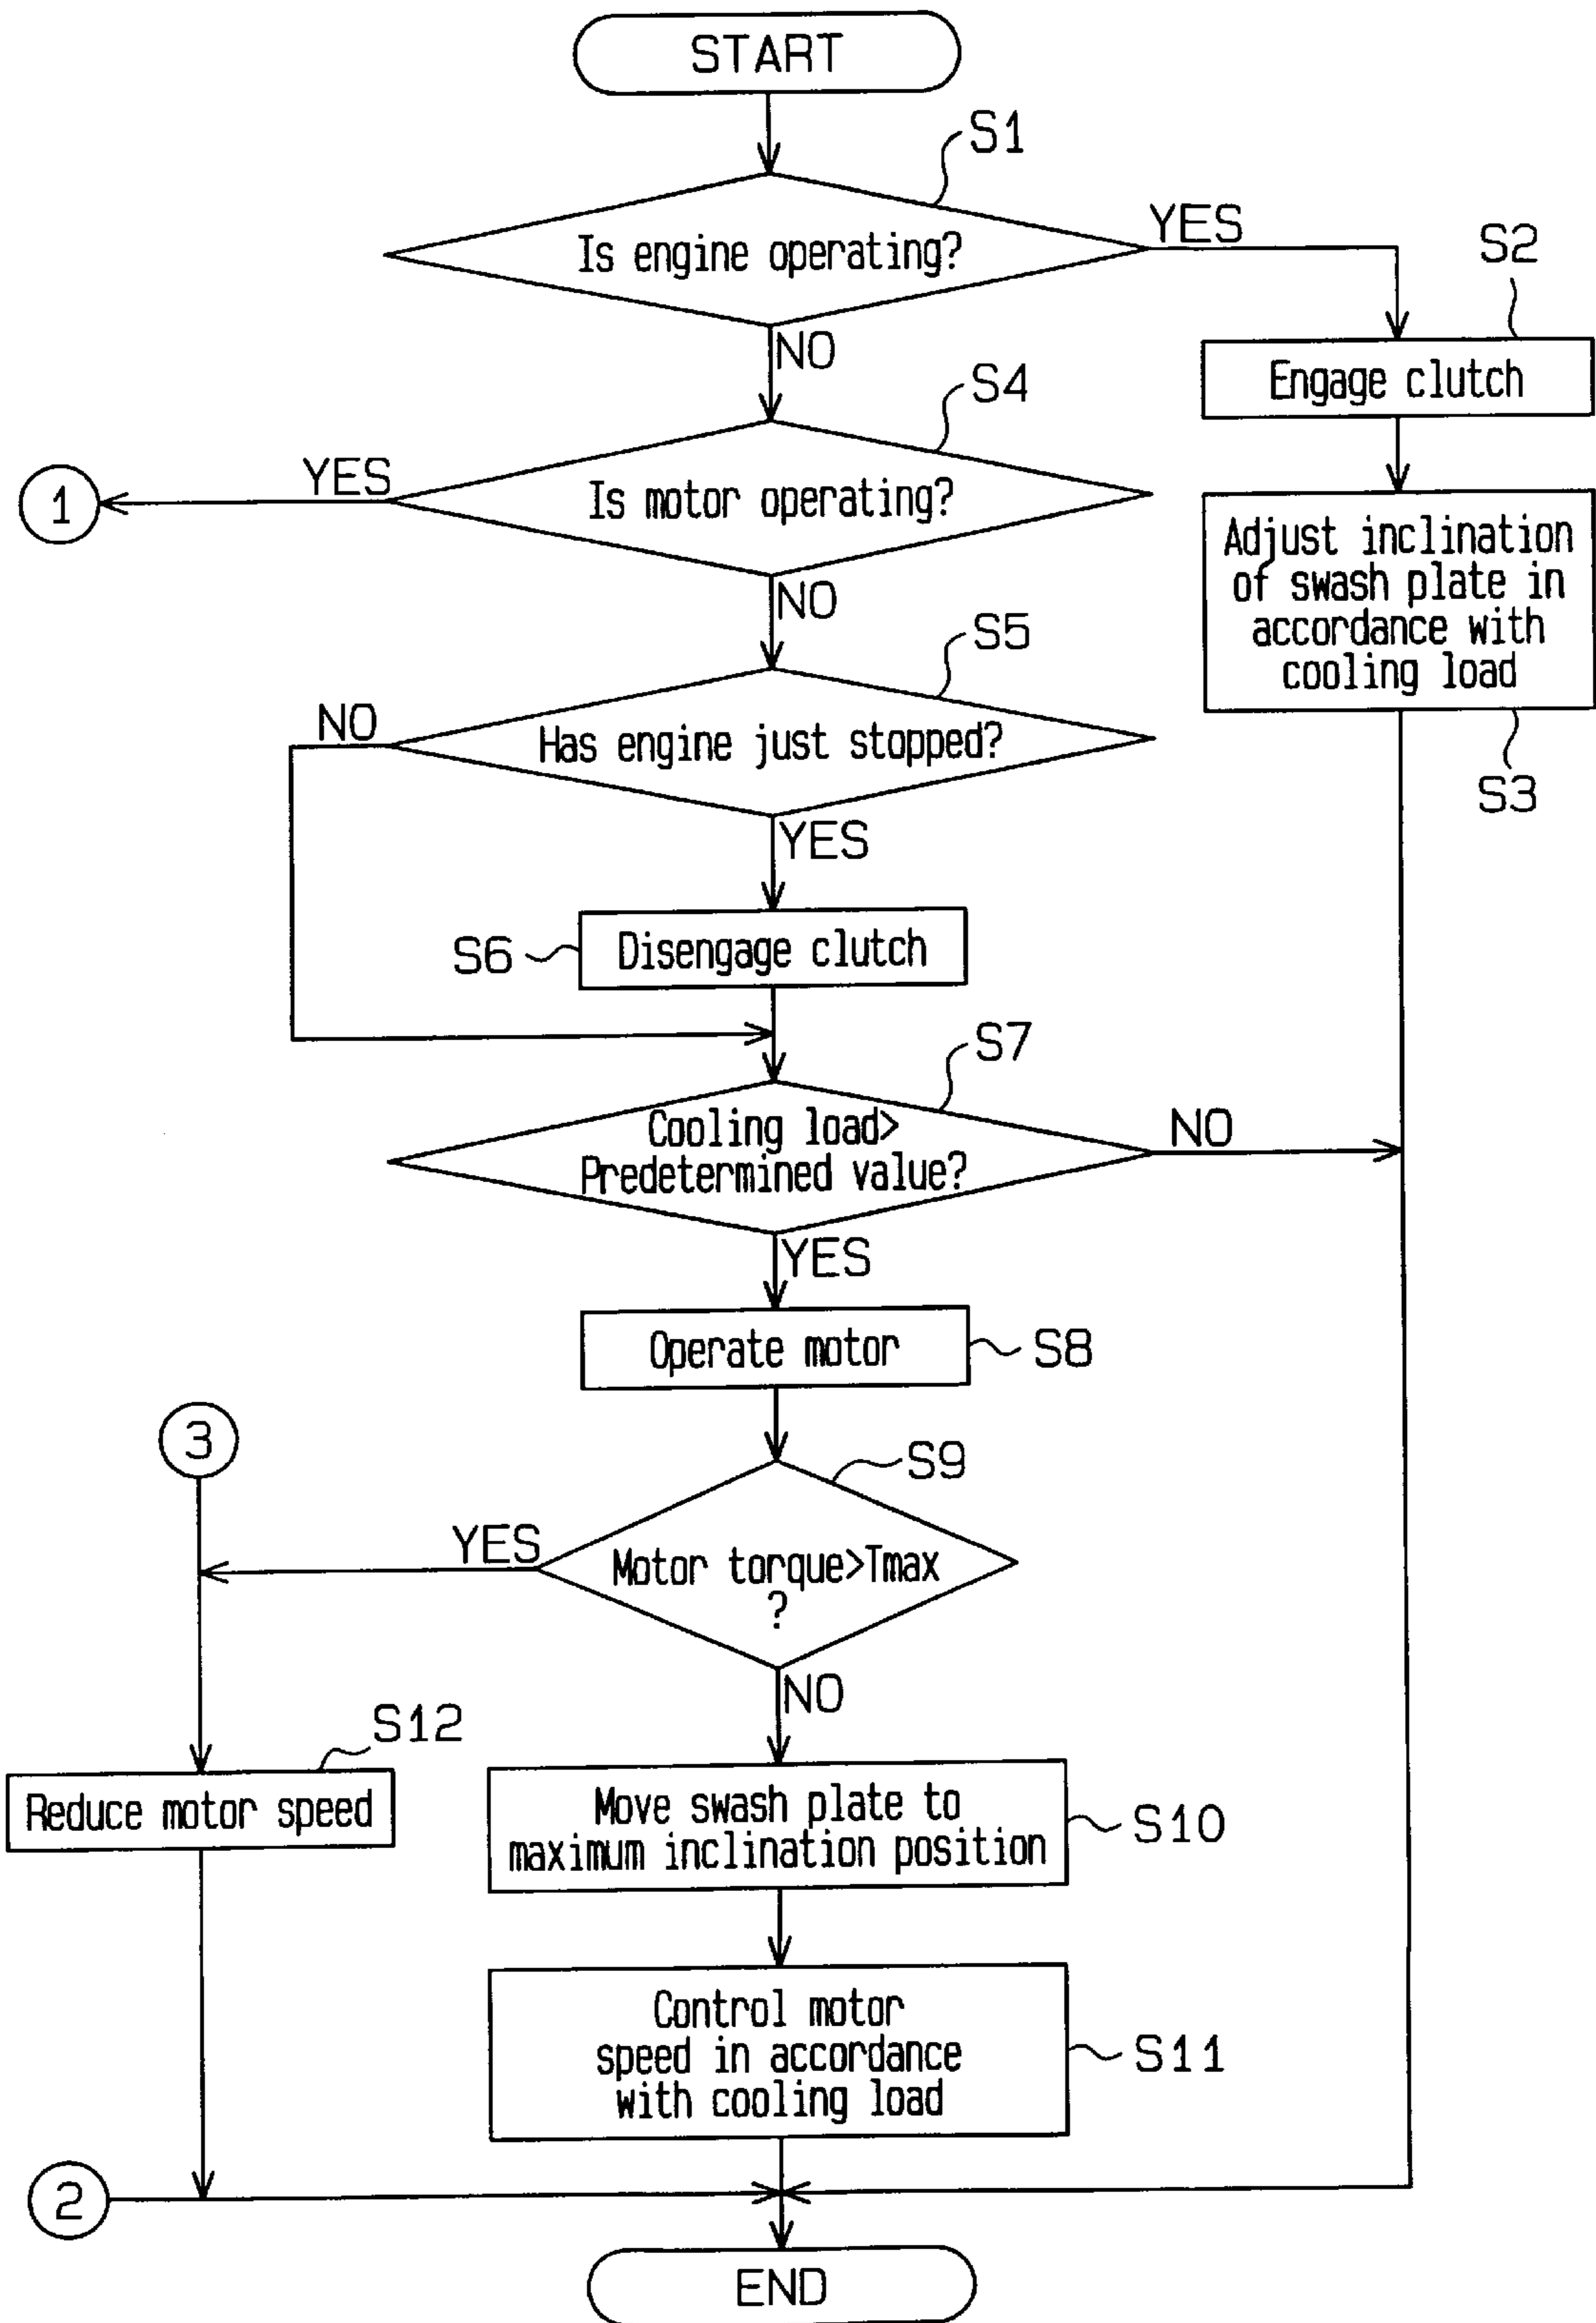 START
S1
Is engine operating?
YES
S2
NO
Engage clutch
S4
YES
1
Is motor operating?
Adjust inclination
of swash plate in
accordance with
cooling load
NO
S5
NO
Has engine just stopped?
S3
YES
S6
Disengage clutch
S7
Cooling load>
Predetermined value?
NO
YES
Operate motor
S8
3
S9
YES
Motor torque>Tmax
?
NO
S12
Reduce motor speed
Move swash plate to
maximum inclination position
S10
Control motor
speed in accordance
with cooling load
S11
2
END